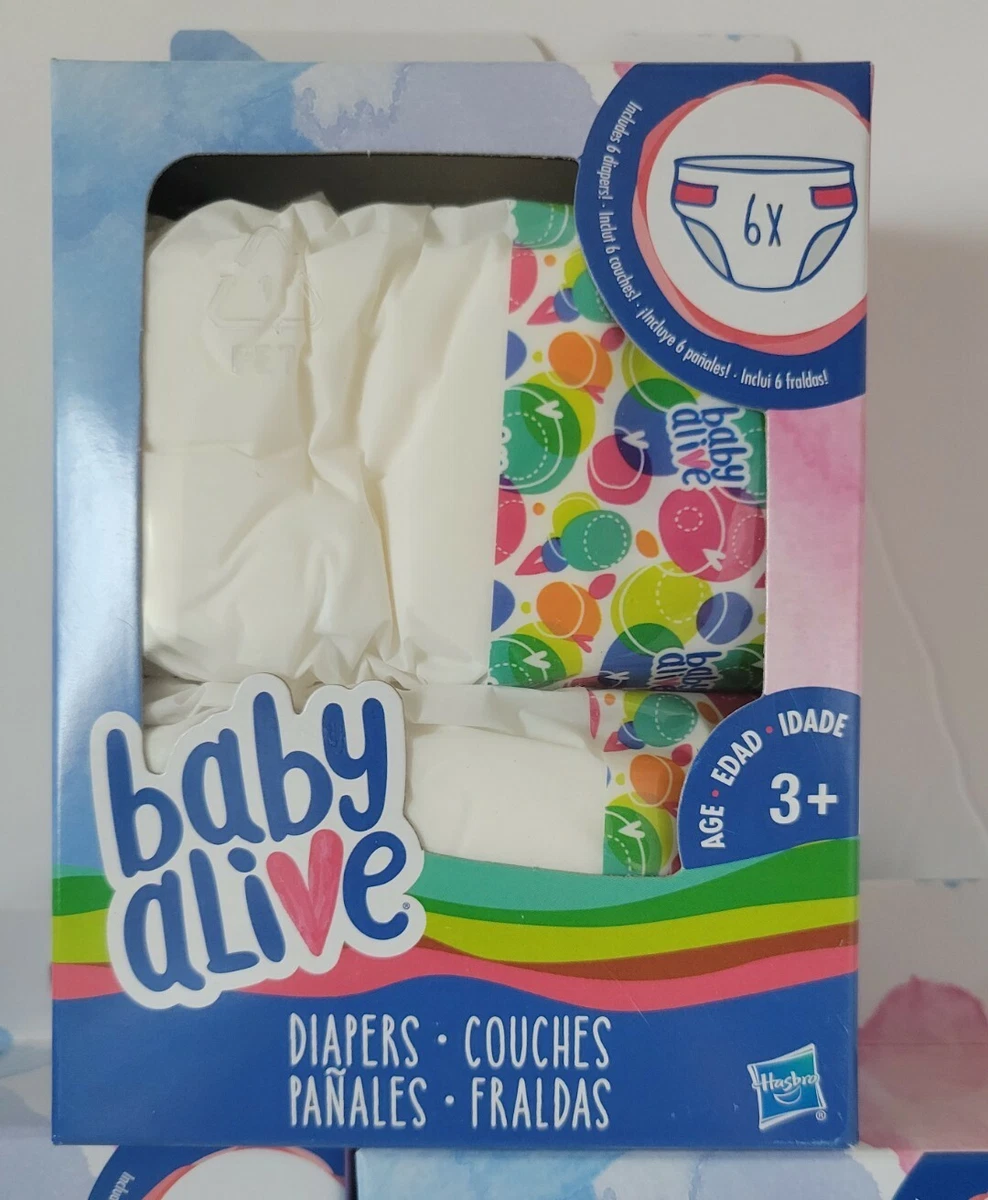 Includes 6 diapers! · Inclut 6 couches! · ¡Incluye 6 pañales! · Inclui 6 fraldas!
6X
baby
alive
baby
AGE · EDAD · IDADE
3+
baby
aLive®
DIAPERS · COUCHES
PAÑALES · FRALDAS
Hasbro
®